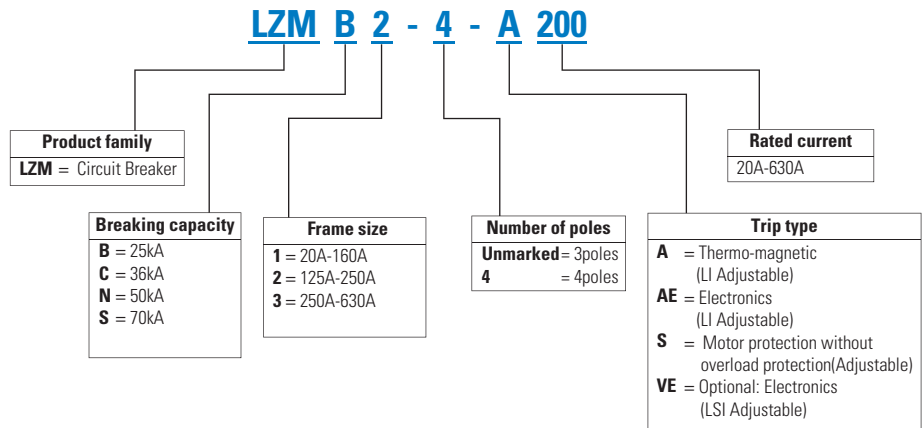 LZM B 2 - 4 - A 200
Product family
LZM = Circuit Breaker
Breaking capacity
B = 25kA
C = 36kA
N = 50kA
S = 70kA
Frame size
1 = 20A-160A
2 = 125A-250A
3 = 250A-630A
Number of poles
Unmarked = 3poles
4 = 4poles
Rated current
20A-630A
Trip type
A = Thermo-magnetic
(LI Adjustable)
AE = Electronics
(LI Adjustable)
S = Motor protection without
overload protection(Adjustable)
VE = Optional: Electronics
(LSI Adjustable)